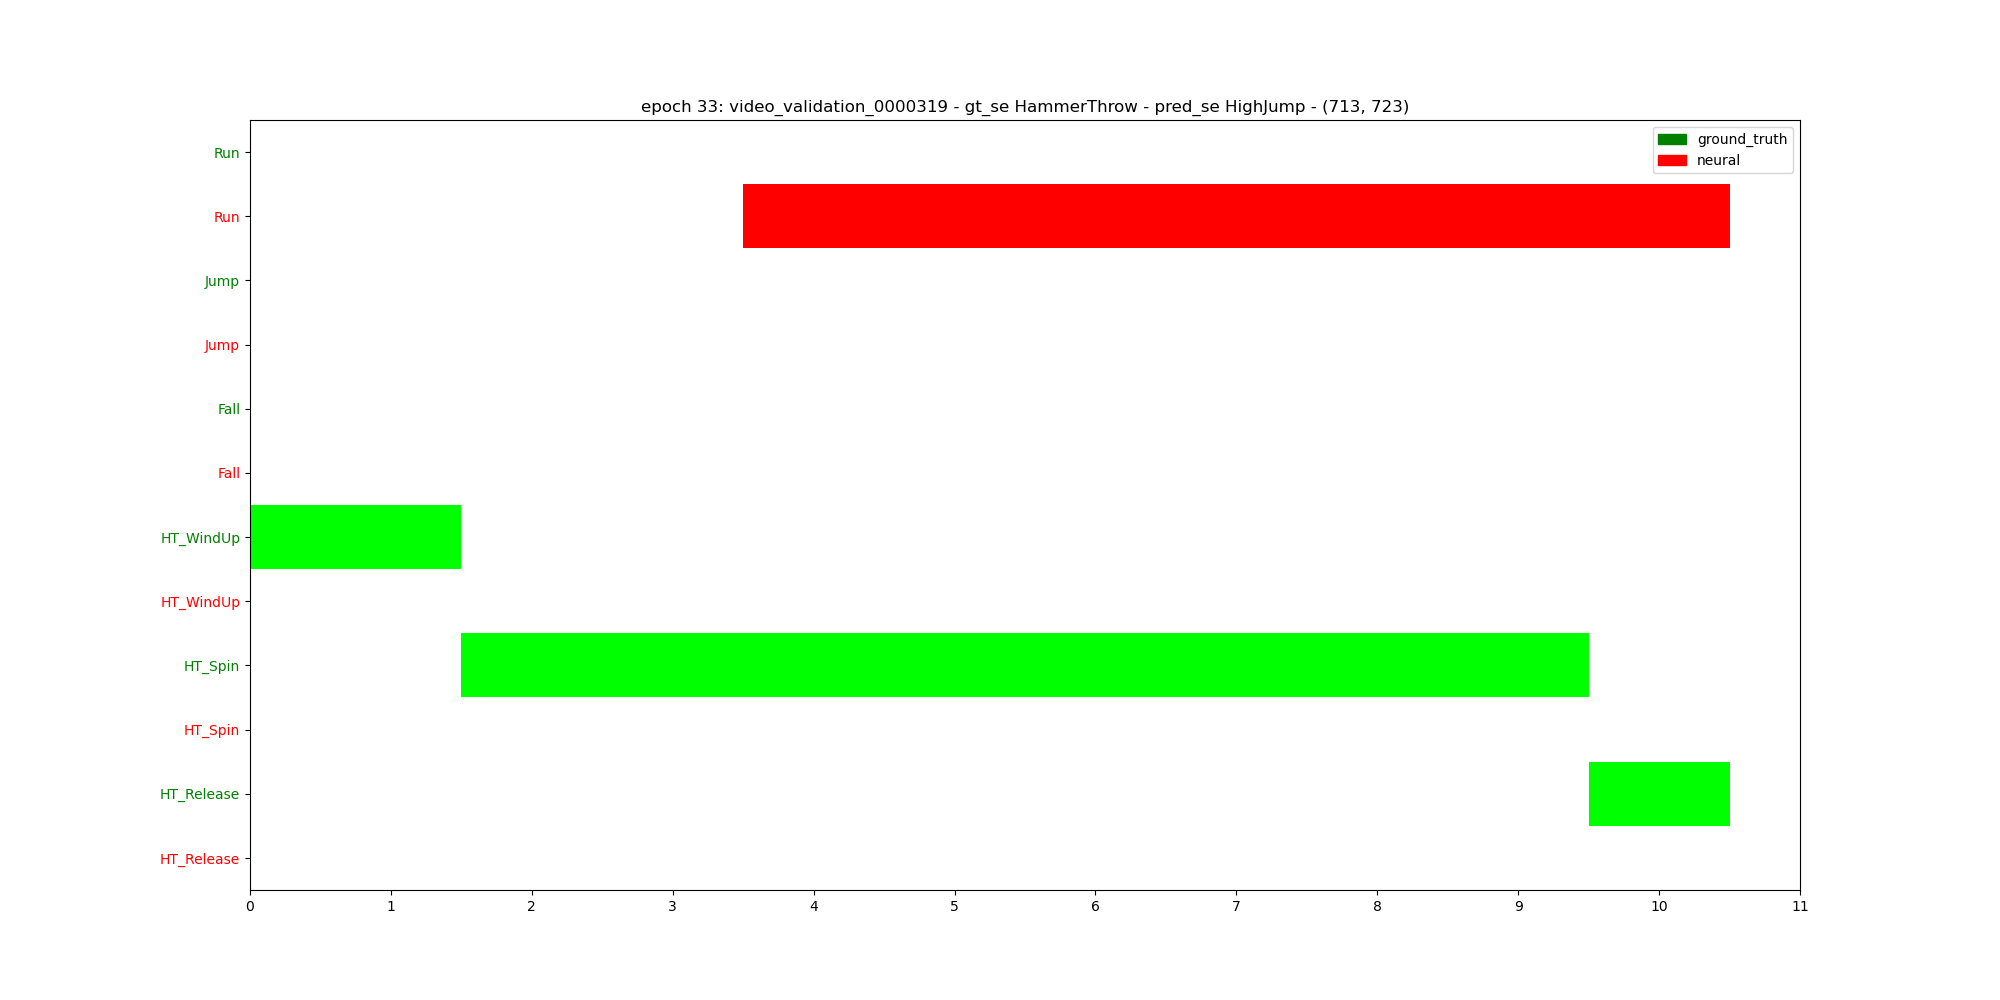 epoch 33: video_validation_0000319 - gt_se HammerThrow - pred_se HighJump - (713, 723)
ground_truth
neural
Run
Run
Jump
Jump
Fall
Fall
HT_WindUp
HT_WindUp
HT_Spin
HT_Spin
HT_Release
HT_Release
0 1 2 3 4 5 6 7 8 9 10 11